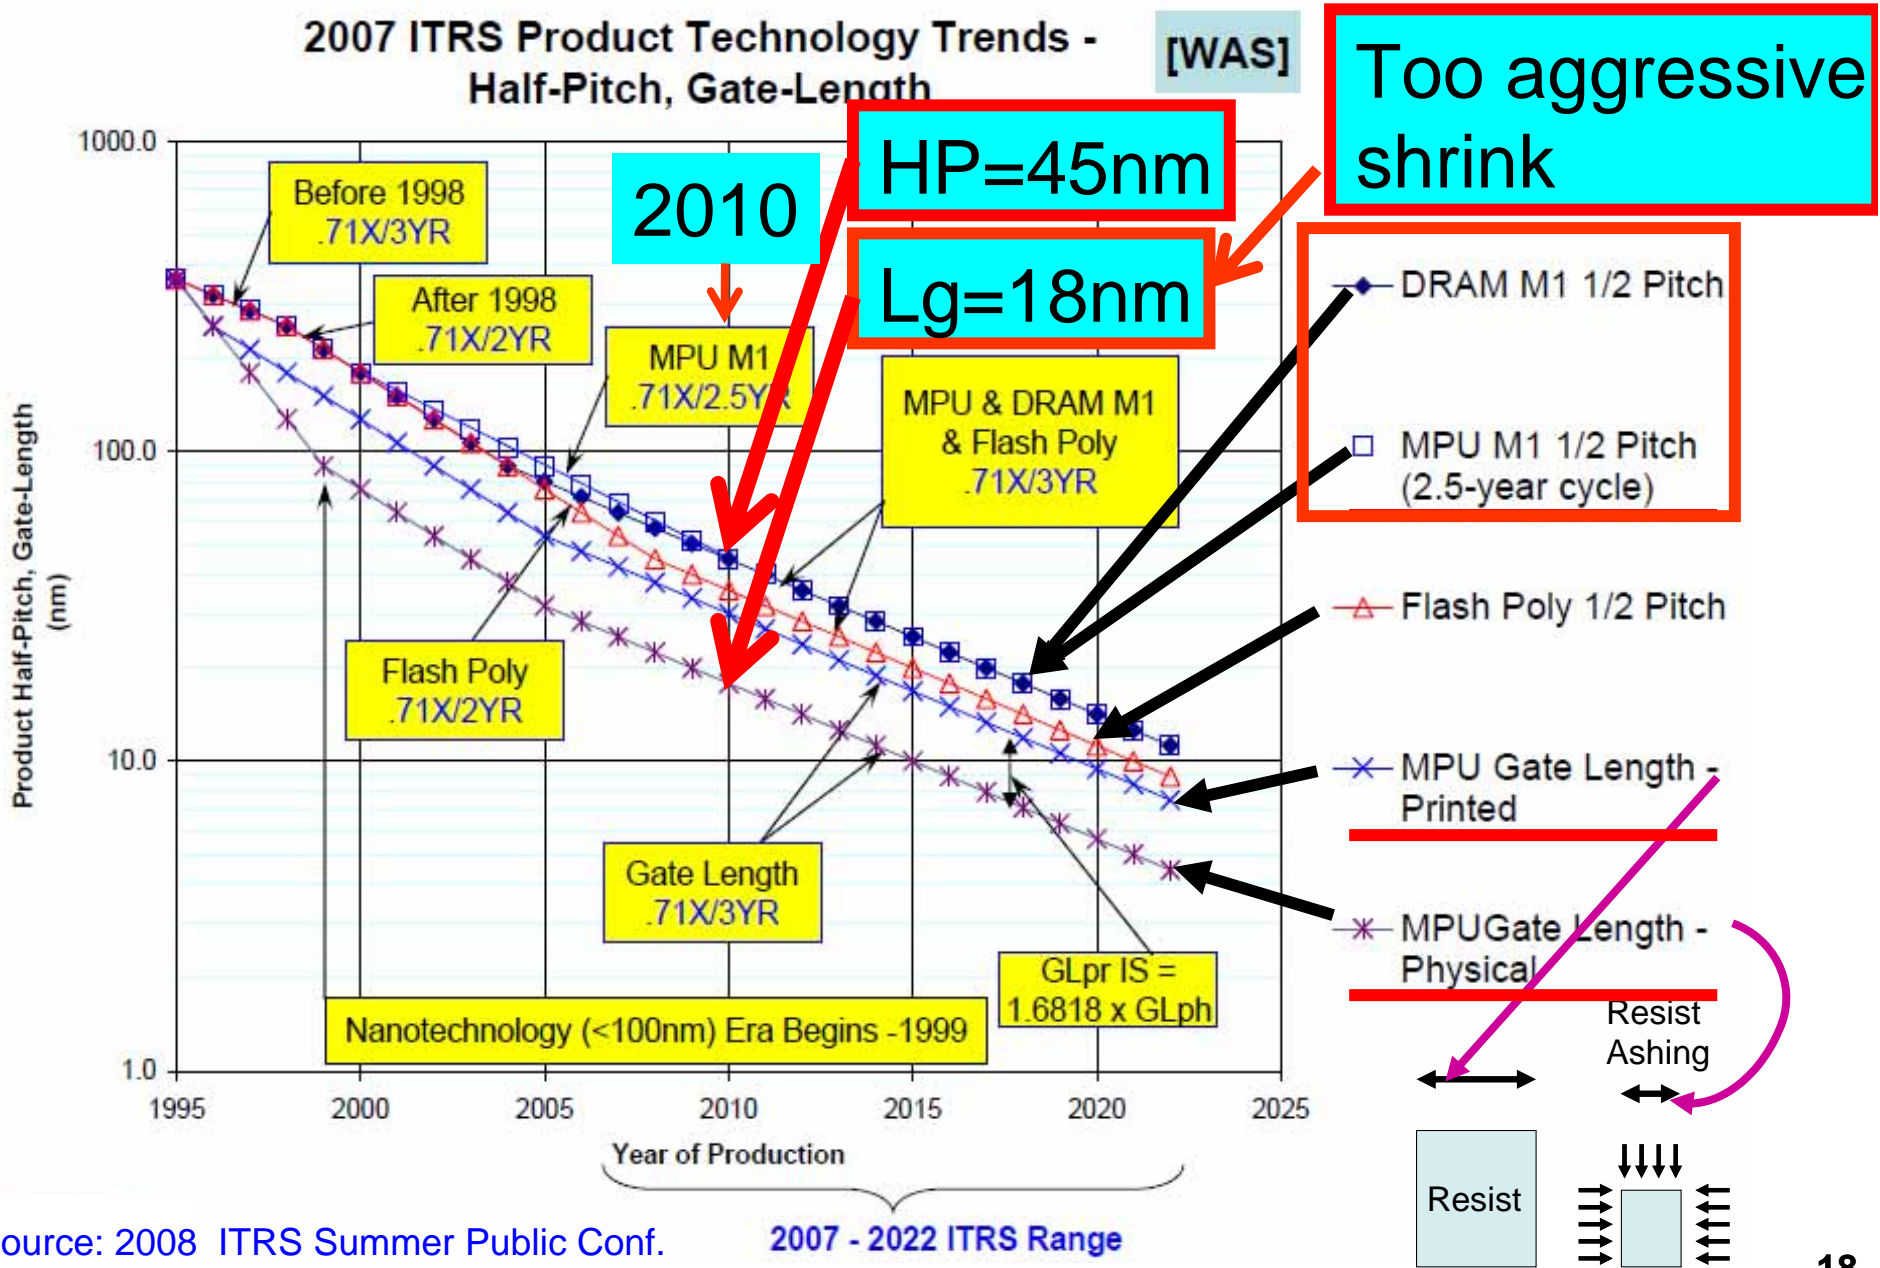 2007 ITRS Product Technology Trends -
Half-Pitch, Gate-Length
[WAS]
Too aggressive
shrink
HP=45nm
2010
Lg=18nm
1000.0
100.0
10.0
1.0
Product Half-Pitch, Gate-Length
(nm)
Before 1998
.71X/3YR
After 1998
.71X/2YR
MPU M1
.71X/2.5YR
MPU & DRAM M1
& Flash Poly
.71X/3YR
Flash Poly
.71X/2YR
Gate Length
.71X/3YR
GLpr IS =
1.6818 x GLph
Nanotechnology (<100nm) Era Begins -1999
DRAM M1 1/2 Pitch
MPU M1 1/2 Pitch
(2.5-year cycle)
Flash Poly 1/2 Pitch
MPU Gate Length -
Printed
MPUGate Length -
Physical
Resist
Ashing
Resist
1995 2000 2005 2010 2015 2020 2025
Year of Production
2007 - 2022 ITRS Range
ource: 2008 ITRS Summer Public Conf.
18